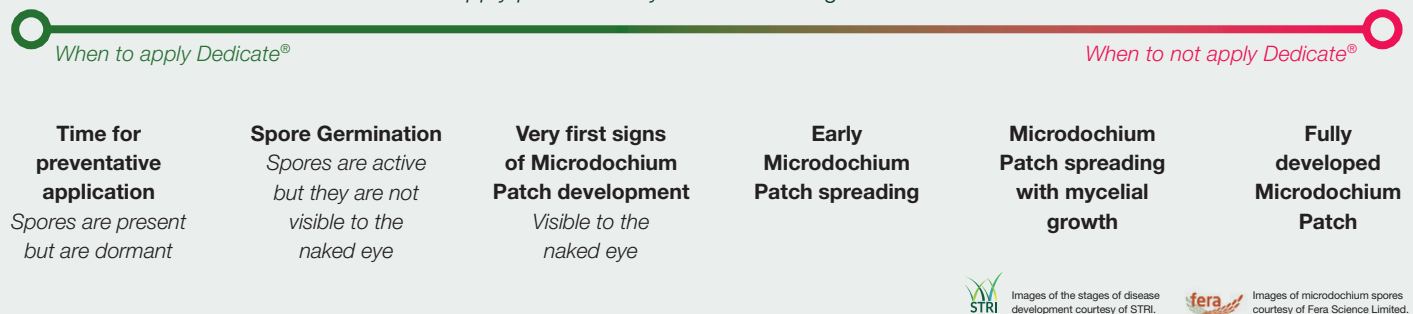 When to apply Dedicate®
When to not apply Dedicate®
Time for
preventative
application
Spores are present
but are dormant
Spore Germination
Spores are active
but they are not
visible to the
naked eye
Very first signs
of Microdochium
Patch development
Visible to the
naked eye
Early
Microdochium
Patch spreading
Microdochium
Patch spreading
with mycelial
growth
Fully
developed
Microdochium
Patch
STRI
Images of the stages of disease
development courtesy of STRI.
fera
Images of microdochium spores
courtesy of Fera Science Limited.